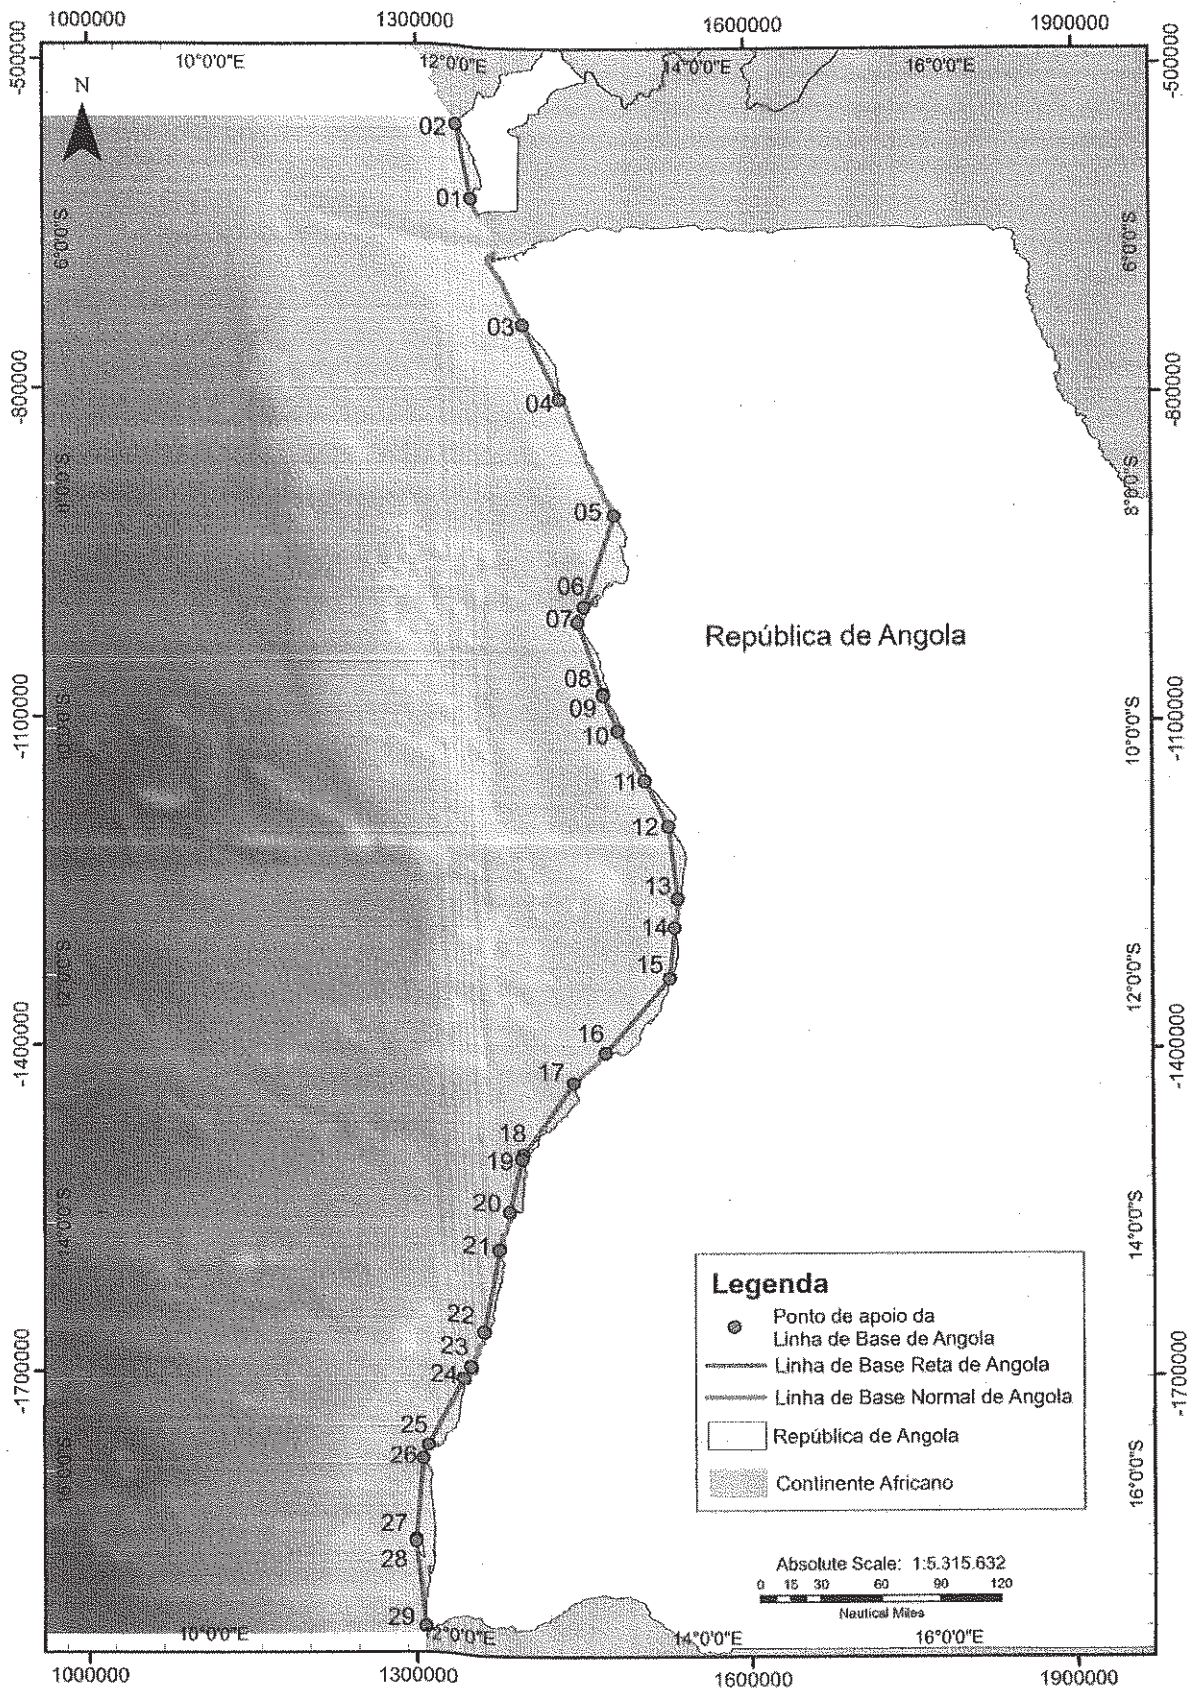 1000000 1300000 1600000 1900000
10°0'0"E 12°0'0"E 14°0'0"E 16°0'0"E
-500000 -500000
N
02
01
6°0'0"S 6°0'0"S
03
-800000 -800000
04
8°0'0"S 8°0'0"S
05
06
07
República de Angola
08
09
-1100000 10°0'0"S 10°0'0"S -1100000
10
11
12
13
14
15
12°0'0"S 12°0'0"S
16
-1400000 -1400000
17
18
19
20
14°0'0"S 14°0'0"S
21
Legenda
Ponto de apoio da
Linha de Base de Angola
Linha de Base Reta de Angola
Linha de Base Normal de Angola
República de Angola
Continente Africano
22
23
24
-1700000 -1700000
25
26
16°0'0"S 16°0'0"S
27
28
Absolute Scale: 1:5.315.632
0 15 30 60 90 120
Nautical Miles
29
10°0'0"E 12°0'0"E 14°0'0"E 16°0'0"E
1000000 1300000 1600000 1900000